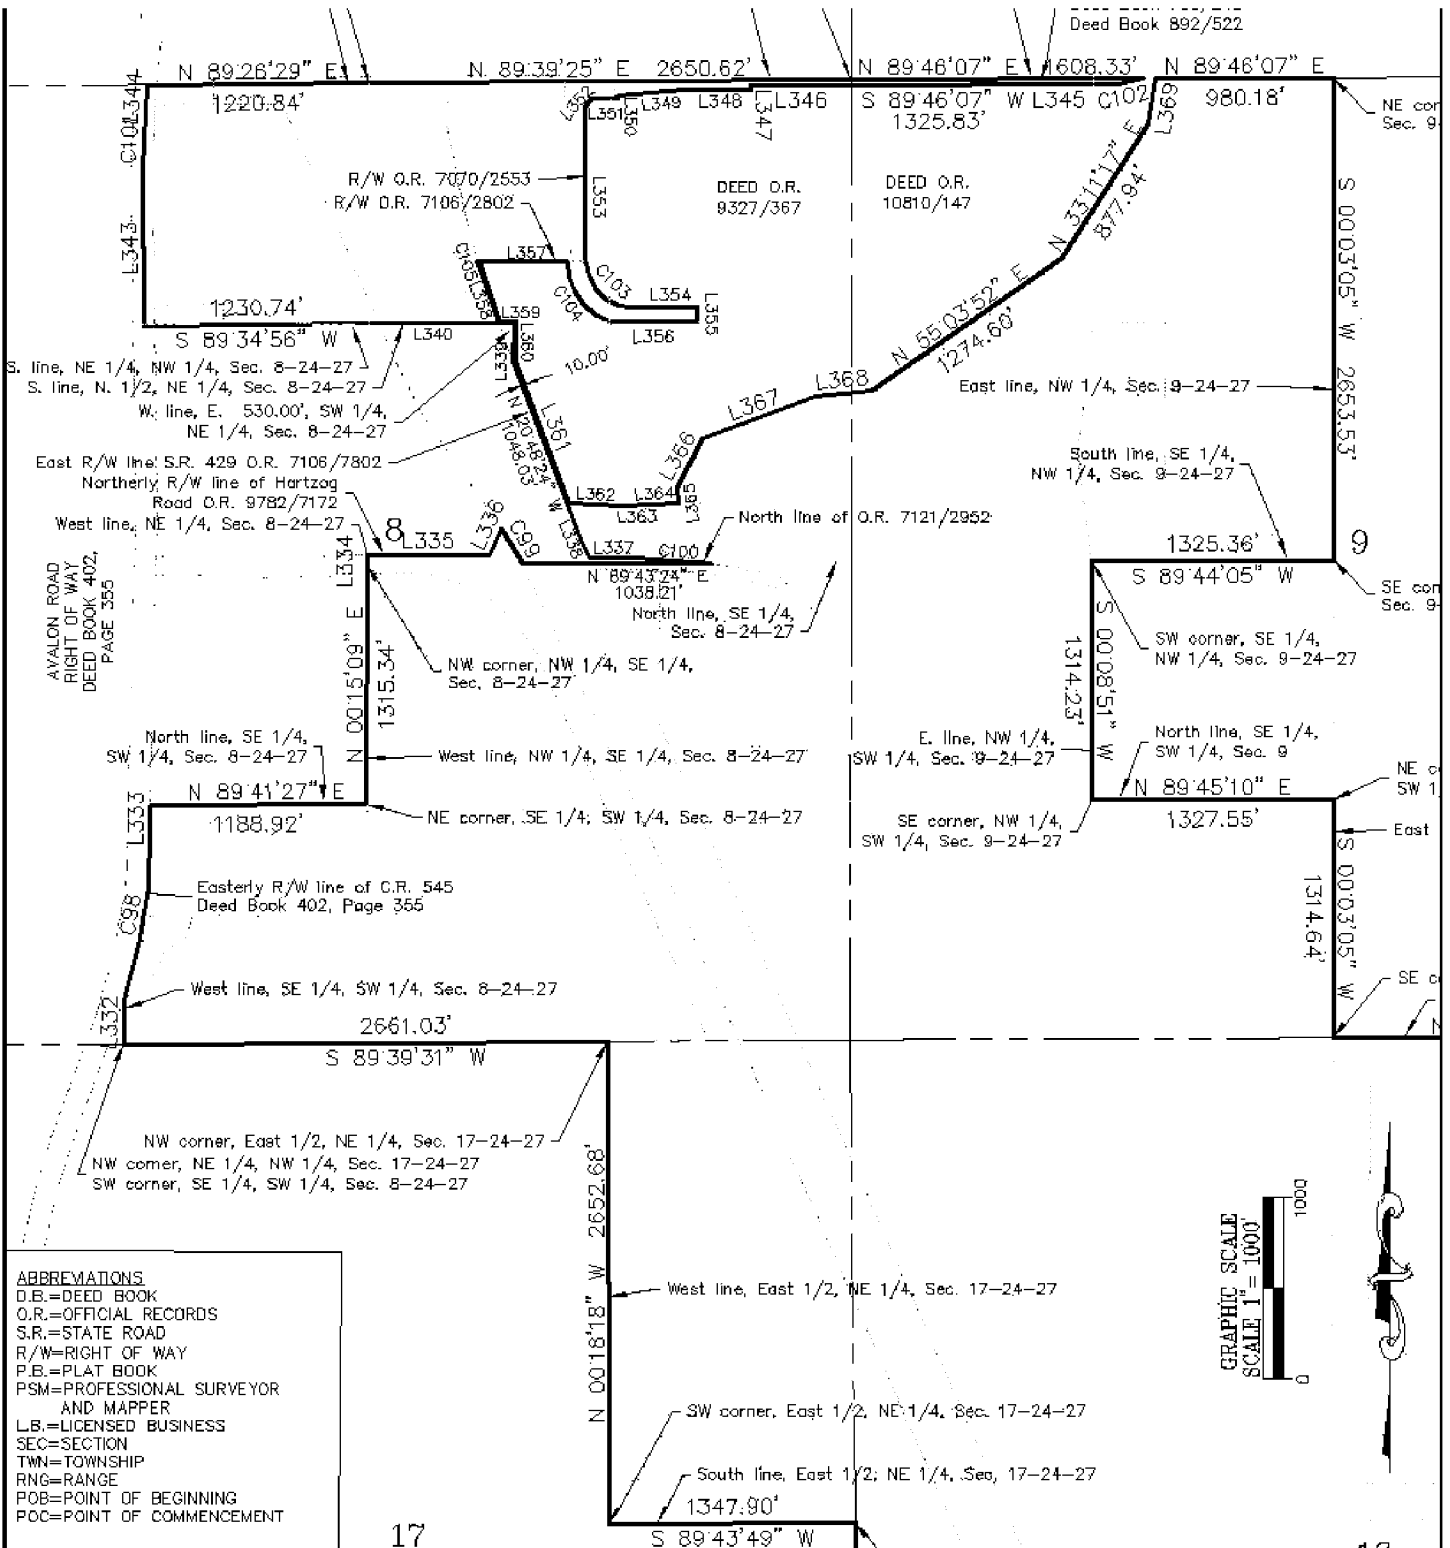 Deed Book 892/522
N 89°26'29" E
1220.84'
N 89°39'25" E 2650.62'
N 89°46'07" E 1608.33'
N 89°46'07" E
980.18'
S 89°46'07" W L345 C102
1325.83'
L344
C101
L343
L352
L351
L350
L349
L348
L347
L346
L369
NE cor
Sec. 9-
R/W O.R. 7070/2553
R/W O.R. 7106/2802
L353
DEED O.R.
9327/367
DEED O.R.
10810/147
N 33°11'17" E
877.94'
S 00°03'05" W 2653.53'
L357
C105
L358
C103
C104
L354
L355
L356
L359
L360
L339
1230.74'
S 89°34'56" W
L340
S. line, NE 1/4, NW 1/4, Sec. 8-24-27
S. line, N. 1/2, NE 1/4, Sec. 8-24-27
W. line, E. 530.00', SW 1/4,
NE 1/4, Sec. 8-24-27
10.00'
N 55°03'52" E
1274.60'
East line, NW 1/4, Sec. 9-24-27
L368
L367
L366
L361
N 20°48'24" W
1048.03'
East R/W line S.R. 429 O.R. 7106/7802
Northerly R/W line of Hartzog
Road O.R. 9782/7172
West line, NE 1/4, Sec. 8-24-27
South line, SE 1/4,
NW 1/4, Sec. 9-24-27
L362
L363
L364
L365
North line of O.R. 7121/2952
8
L335
L336
C99
L338
L337
C100
L334
N 89°43'24" E
1038.21'
North line, SE 1/4,
Sec. 8-24-27
1325.36'
S 89°44'05" W
9
SE corn
Sec. 9-
AVALON ROAD
RIGHT OF WAY
DEED BOOK 402,
PAGE 355
N 00°15'09" E
1315.34'
NW corner, NW 1/4, SE 1/4,
Sec. 8-24-27
SW corner, SE 1/4,
NW 1/4, Sec. 9-24-27
S 00°08'51" W
1314.23'
North line, SE 1/4,
SW 1/4, Sec. 8-24-27
West line, NW 1/4, SE 1/4, Sec. 8-24-27
E. line, NW 1/4,
SW 1/4, Sec. 9-24-27
North line, SE 1/4,
SW 1/4, Sec. 9
N 89°41'27" E
1188.92'
NE corner, SE 1/4, SW 1/4, Sec. 8-24-27
N 89°45'10" E
1327.55'
NE c
SW 1
SE corner, NW 1/4,
SW 1/4, Sec. 9-24-27
East
L333
C98
L332
Easterly R/W line of C.R. 545
Deed Book 402, Page 355
West line, SE 1/4, SW 1/4, Sec. 8-24-27
S 00°03'05" W
1314.64'
SE c
N
2661.03'
S 89°39'31" W
NW corner, East 1/2, NE 1/4, Sec. 17-24-27
NW corner, NE 1/4, NW 1/4, Sec. 17-24-27
SW corner, SE 1/4, SW 1/4, Sec. 8-24-27
N 00°18'18" W 2652.68'
West line, East 1/2, NE 1/4, Sec. 17-24-27
SW corner, East 1/2, NE 1/4, Sec. 17-24-27
South line, East 1/2, NE 1/4, Sec. 17-24-27
1347.90'
S 89°43'49" W
17
GRAPHIC SCALE
SCALE 1" = 1000'
1000
0
ABBREVIATIONS
D.B.=DEED BOOK
O.R.=OFFICIAL RECORDS
S.R.=STATE ROAD
R/W=RIGHT OF WAY
P.B.=PLAT BOOK
PSM=PROFESSIONAL SURVEYOR
AND MAPPER
L.B.=LICENSED BUSINESS
SEC=SECTION
TWN=TOWNSHIP
RNG=RANGE
POB=POINT OF BEGINNING
POC=POINT OF COMMENCEMENT